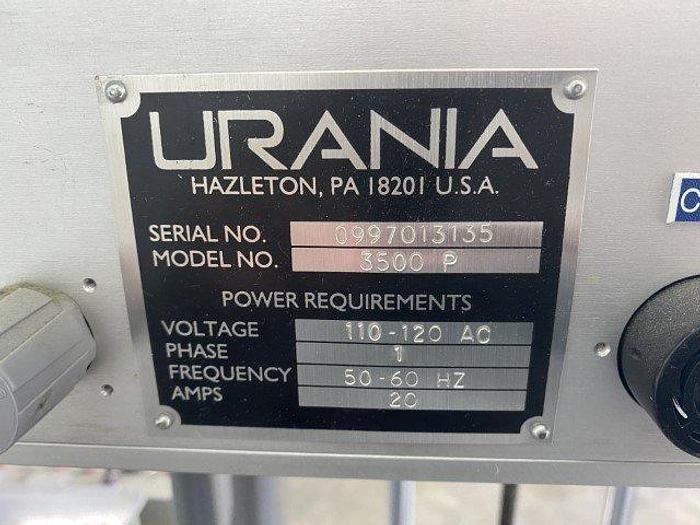 URANIA
HAZLETON, PA 18201 U.S.A.
SERIAL NO. 0997013135
MODEL NO. 3500 P
POWER REQUIREMENTS
VOLTAGE 110-120 AC
PHASE 1
FREQUENCY 50-60 HZ
AMPS 20
C